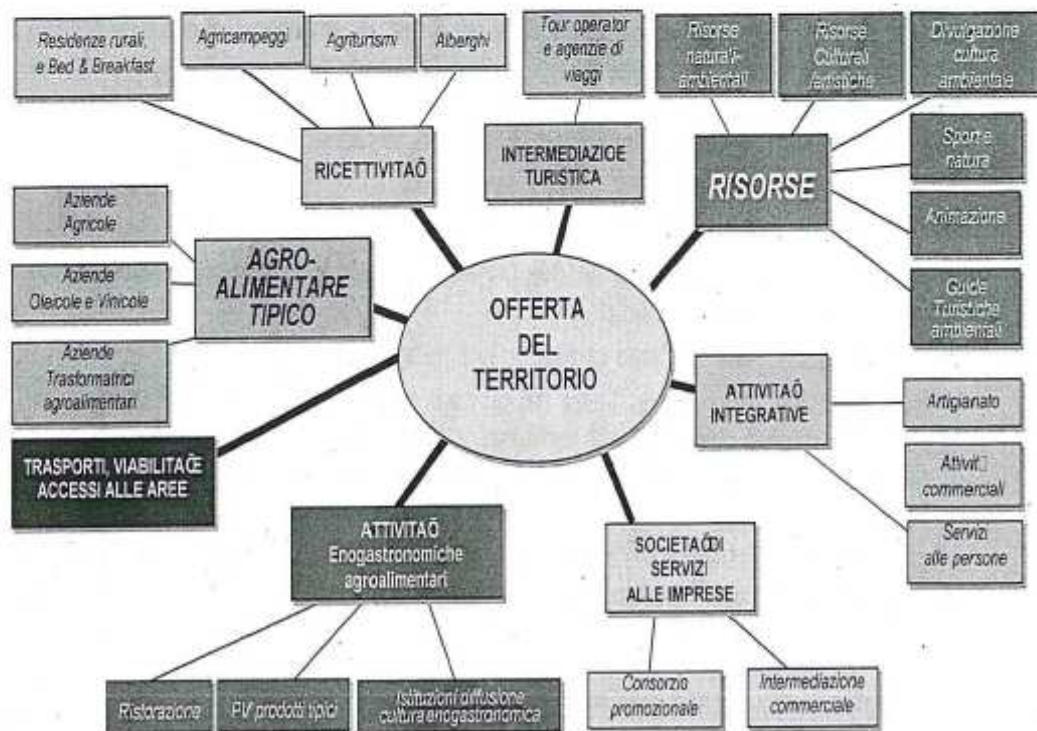 Residenze rurali,
e Bed & Breakfast
Agricampeggi
Agriturismi
Alberghi
Tour operator
e agenzie di
viaggi
Risorse
naturali-
ambientali
Risorse
Culturali
/artistiche
Divulgazione
cultura
ambientale
RICETTIVITAÕ
INTERMEDIAZIOE
TURISTICA
RISORSE
Sport e
natura
Animazione
Guide
Turistiche
ambientali
Aziende
Agricole
Aziende
Oleicole e Vinicole
Aziende
Trasformatrici
agroalimentari
AGRO-
ALIMENTARE
TIPICO
OFFERTA
DEL
TERRITORIO
ATTIVITAÕ
INTEGRATIVE
Artigianato
Attivit
commerciali
Servizi
alle persone
TRASPORTI, VIABILITAÕE
ACCESSI ALLE AREE
ATTIVITAÕ
Enogastronomiche
agroalimentari
SOCIETAÕDI
SERVIZI
ALLE IMPRESE
Ristorazione
PV prodotti tipici
Istituzioni diffusione
cultura enogastronomica
Consorzio
promozionale
Intermediazione
commerciale